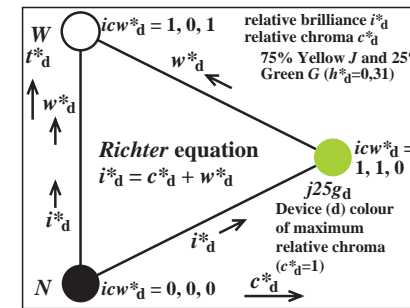 W icw*d = 1, 0, 1
t*d
w*d
relative brilliance i*d
relative chroma c*d
75% Yellow J and 25%
Green G (h*d=0,31)
w*d
Richter equation
i*d = c*d + w*d
icw*d =
1, 1, 0
j25gd
i*d
i*d
Device (d) colour
of maximum
relative chroma
(c*d=1)
N icw*d = 0, 0, 0
c*d